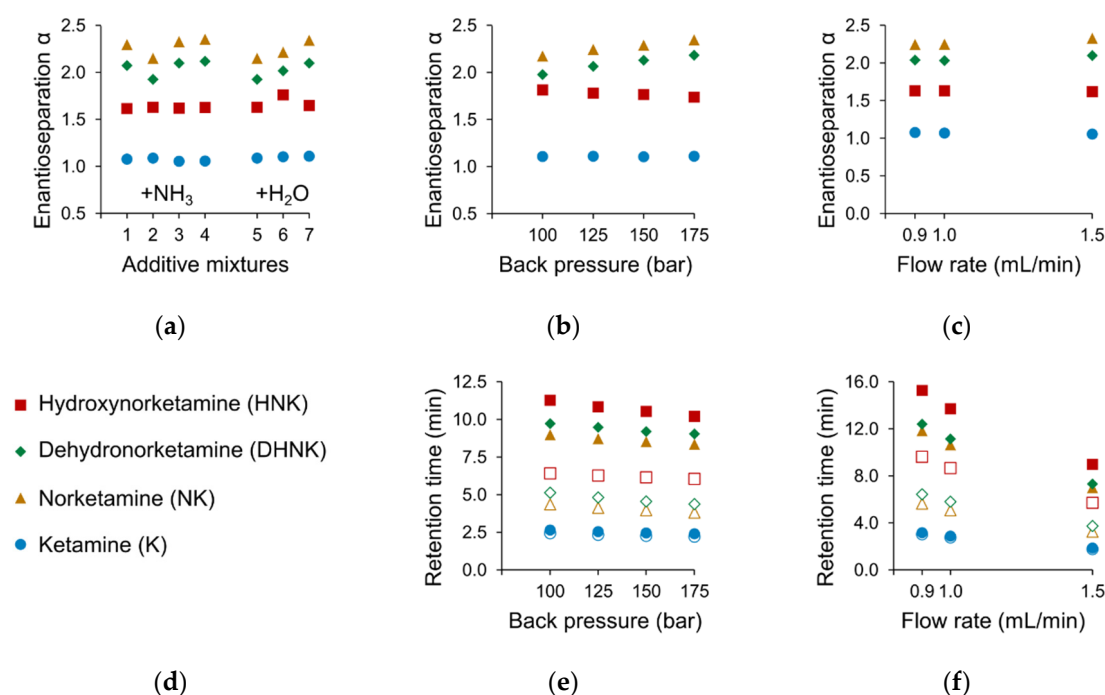 Enantioseparation α
2.5
2.0
1.5
1.0
0.5
+NH₃
+H₂O
1 2 3 4 5 6 7
Additive mixtures
(a)
Enantioseparation α
2.5
2.0
1.5
1.0
0.5
100 125 150 175
Back pressure (bar)
(b)
Enantioseparation α
2.5
2.0
1.5
1.0
0.5
0.0
0.9 1.0 1.5
Flow rate (mL/min)
(c)
Hydroxynorketamine (HNK)
Dehydronorketamine (DHNK)
Norketamine (NK)
Ketamine (K)
(d)
Retention time (min)
12.5
10.0
7.5
5.0
2.5
0.0
100 125 150 175
Back pressure (bar)
(e)
Retention time (min)
16.0
12.0
8.0
4.0
0.0
0.9 1.0 1.5
Flow rate (mL/min)
(f)